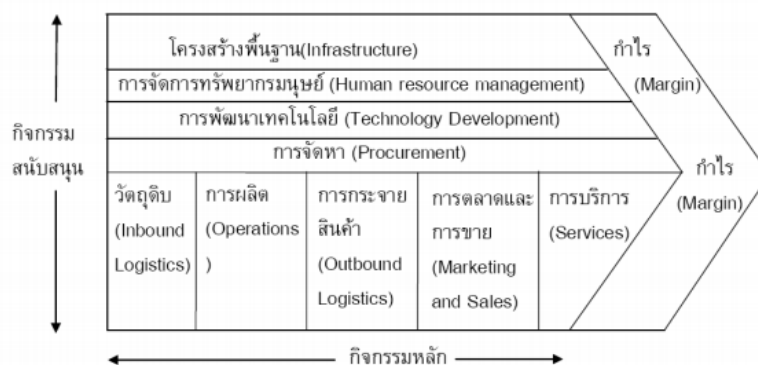 โครงสร้างพื้นฐาน(Infrastructure)
กำไร
(Margin)
การจัดการทรัพยากรมนุษย์ (Human resource management)
การพัฒนาเทคโนโลยี (Technology Development)
การจัดหา (Procurement)
กิจกรรม
สนับสนุน
วัตถุดิบ
(Inbound
Logistics)
การผลิต
(Operations
)
การกระจาย
สินค้า
(Outbound
Logistics)
การตลาดและ
การขาย
(Marketing
and Sales)
การบริการ
(Services)
กำไร
(Margin)
กิจกรรมหลัก